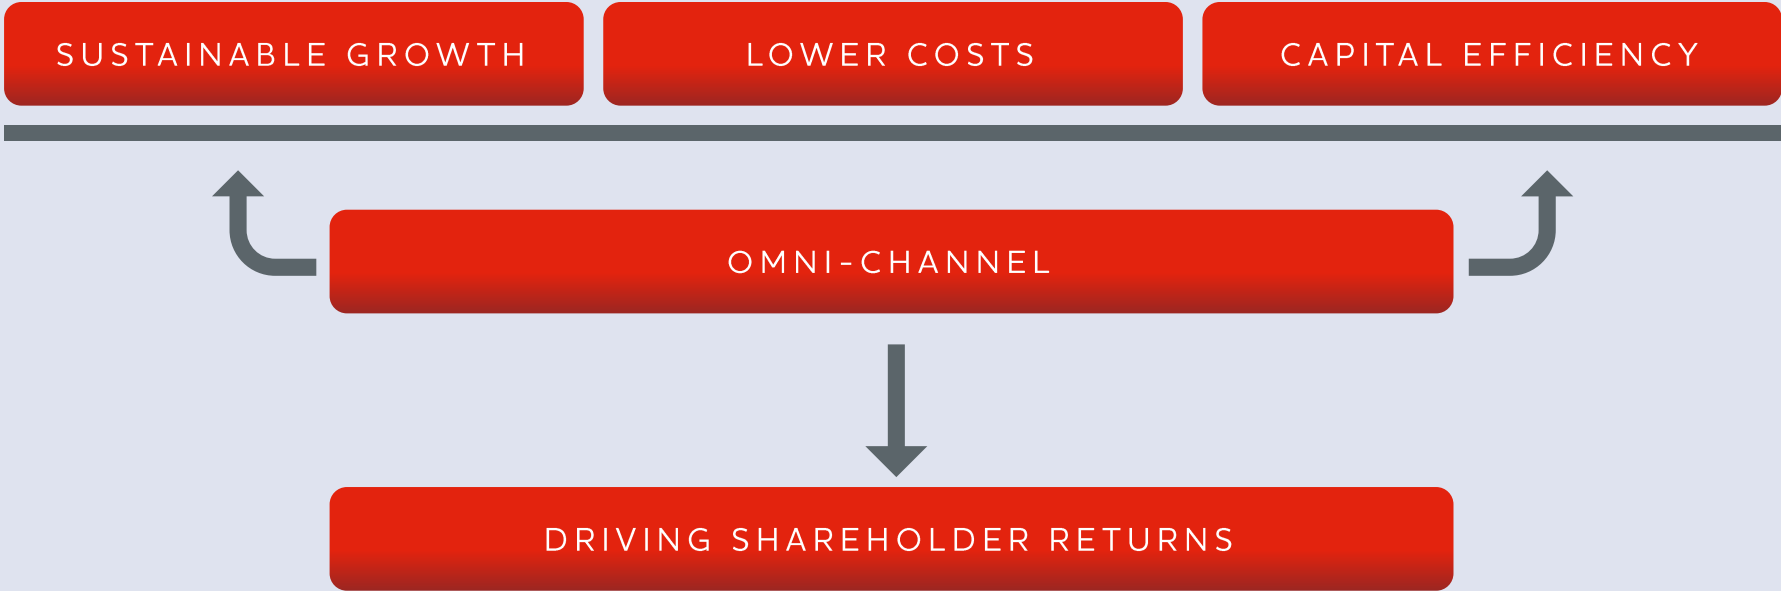 SUSTAINABLE GROWTH
LOWER COSTS
CAPITAL EFFICIENCY
OMNI-CHANNEL
DRIVING SHAREHOLDER RETURNS